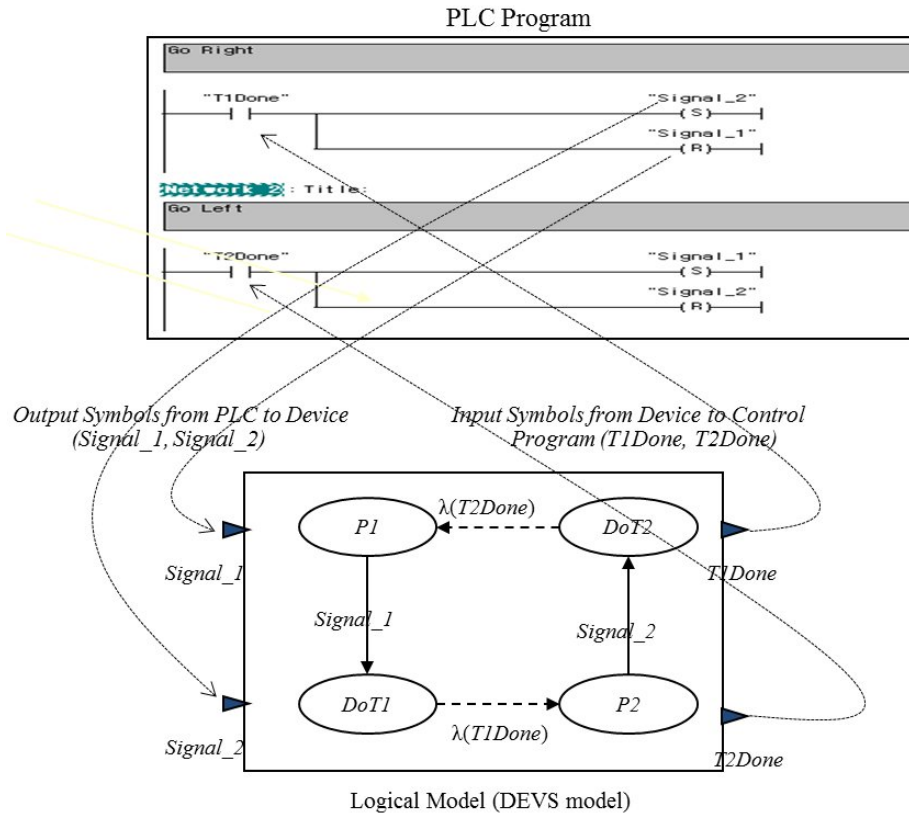 PLC Program
Go Right
"T1Done"
"Signal_2"
(S)
"Signal_1"
(R)
Network 2: Title:
Go Left
"T2Done"
"Signal_1"
(S)
"Signal_2"
(R)
Output Symbols from PLC to Device
(Signal_1, Signal_2)
Input Symbols from Device to Control
Program (T1Done, T2Done)
P1
λ(T2Done)
DoT2
Signal_1
T1Done
Signal_1
Signal_2
DoT1
λ(T1Done)
P2
Signal_2
T2Done
Logical Model (DEVS model)